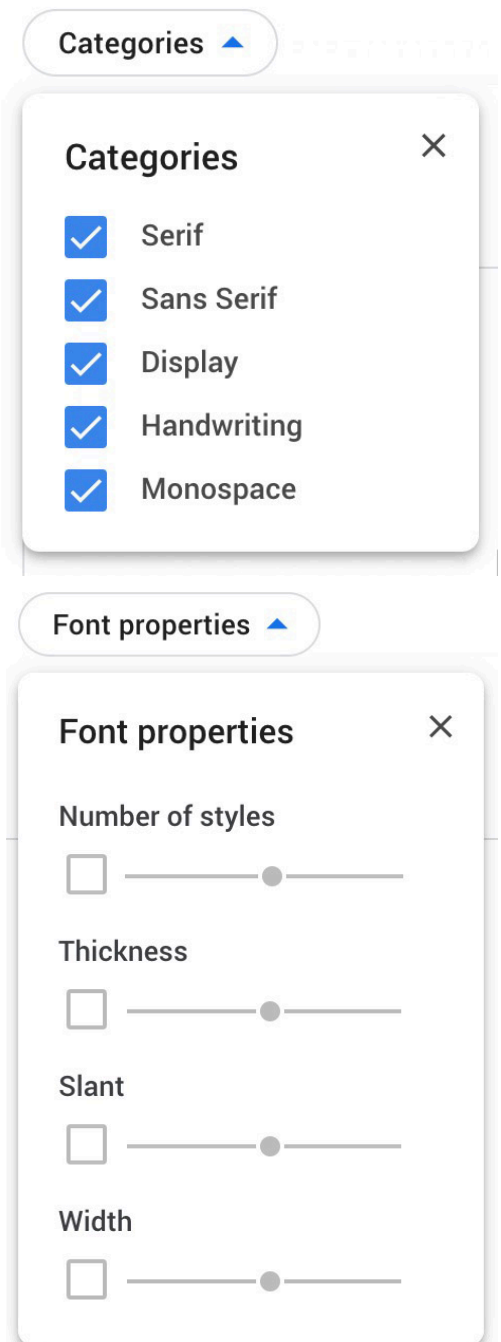 Categories
Categories
Serif
Sans Serif
Display
Handwriting
Monospace
Font properties
Font properties
Number of styles
Thickness
Slant
Width